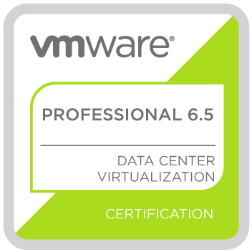 vmware®
PROFESSIONAL 6.5
DATA CENTER
VIRTUALIZATION
CERTIFICATION